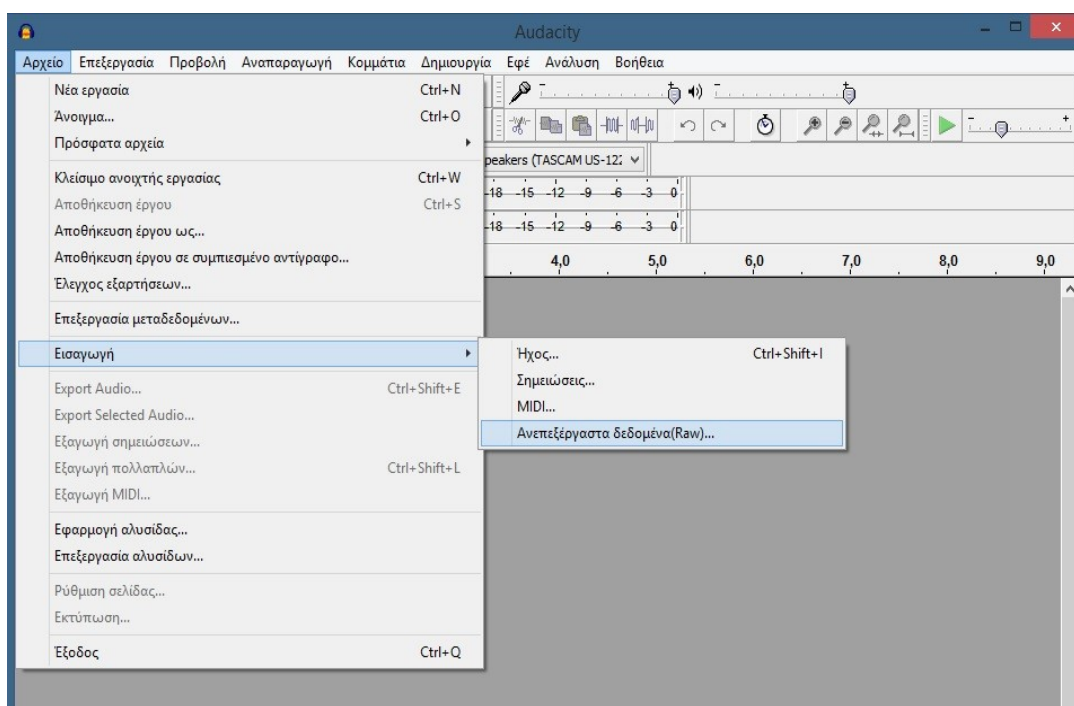 Audacity
Αρχείο Επεξεργασία Προβολή Αναπαραγωγή Κομμάτια Δημιουργία Εφέ Ανάλυση Βοήθεια
Νέα εργασία Ctrl+N
Άνοιγμα... Ctrl+O
Πρόσφατα αρχεία
peakers (TASCAM US-122
Κλείσιμο ανοιχτής εργασίας Ctrl+W
-18 -15 -12 -9 -6 -3 0
Αποθήκευση έργου Ctrl+S
Αποθήκευση έργου ως...
-18 -15 -12 -9 -6 -3 0
Αποθήκευση έργου σε συμπιεσμένο αντίγραφο...
4,0 5,0 6,0 7,0 8,0 9,0
Έλεγχος εξαρτήσεων...
Επεξεργασία μεταδεδομένων...
Εισαγωγή
Ήχος... Ctrl+Shift+I
Σημειώσεις...
MIDI...
Ανεπεξέργαστα δεδομένα(Raw)...
Export Audio... Ctrl+Shift+E
Export Selected Audio...
Εξαγωγή σημειώσεων...
Εξαγωγή πολλαπλών... Ctrl+Shift+L
Εξαγωγή MIDI...
Εφαρμογή αλυσίδας...
Επεξεργασία αλυσίδων...
Ρύθμιση σελίδας...
Εκτύπωση...
Έξοδος Ctrl+Q